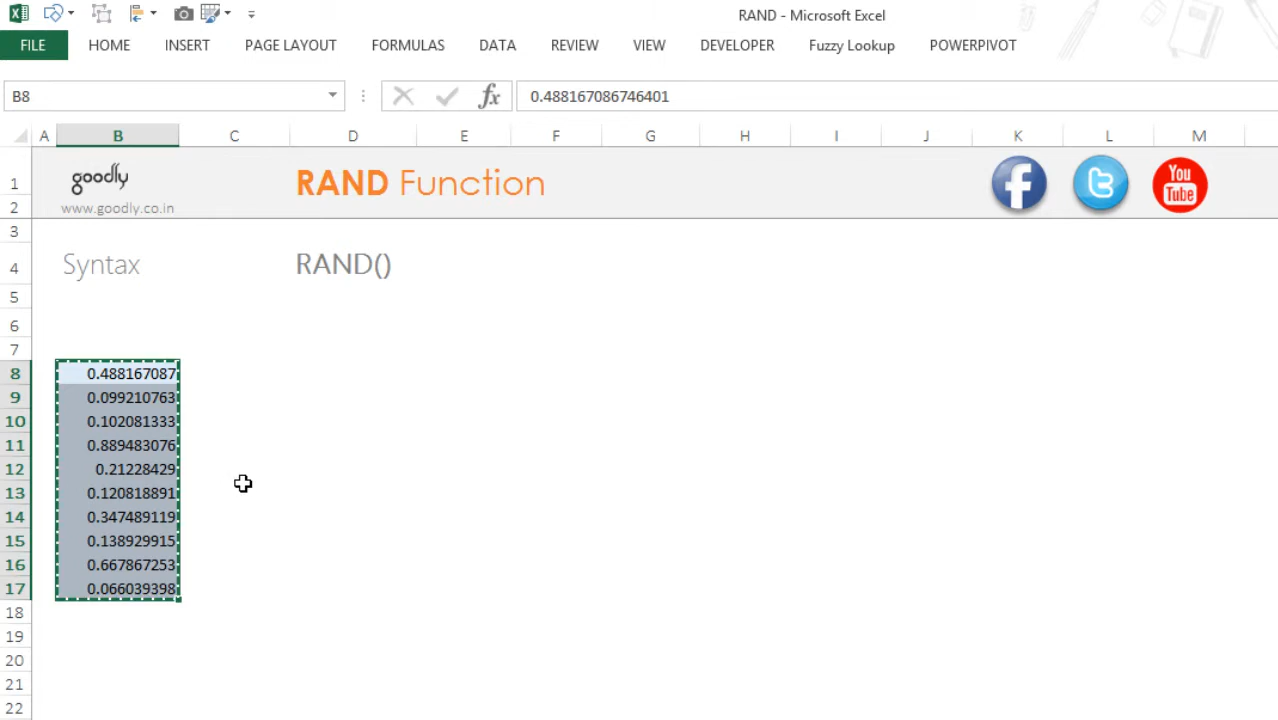 RAND - Microsoft Excel
FILE HOME INSERT PAGE LAYOUT FORMULAS DATA REVIEW VIEW DEVELOPER Fuzzy Lookup POWERPIVOT
B8 fx 0.488167086746401
A B C D E F G H I J K L M
1 goodly RAND Function f t You Tube
2 www.goodly.co.in
3
4 Syntax RAND()
5
6
7
8 0.488167087
9 0.099210763
10 0.102081333
11 0.889483076
12 0.21228429
13 0.120818891
14 0.347489119
15 0.138929915
16 0.667867253
17 0.066039398
18
19
20
21
22